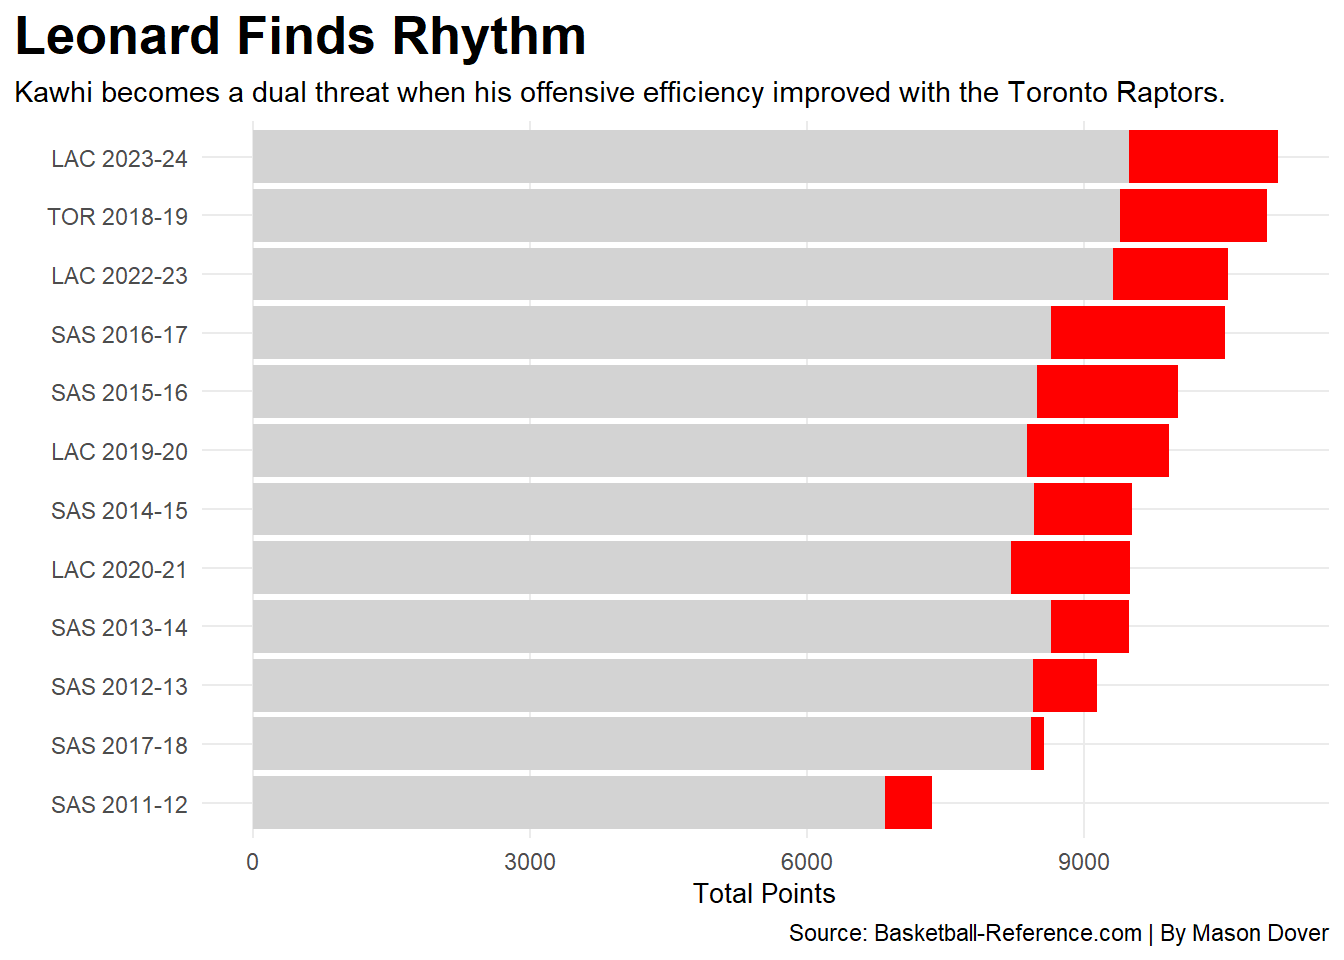 Leonard Finds Rhythm
Kawhi becomes a dual threat when his offensive efficiency improved with the Toronto Raptors.
LAC 2023-24
TOR 2018-19
LAC 2022-23
SAS 2016-17
SAS 2015-16
LAC 2019-20
SAS 2014-15
LAC 2020-21
SAS 2013-14
SAS 2012-13
SAS 2017-18
SAS 2011-12
0 3000 6000 9000
Total Points
Source: Basketball-Reference.com | By Mason Dover